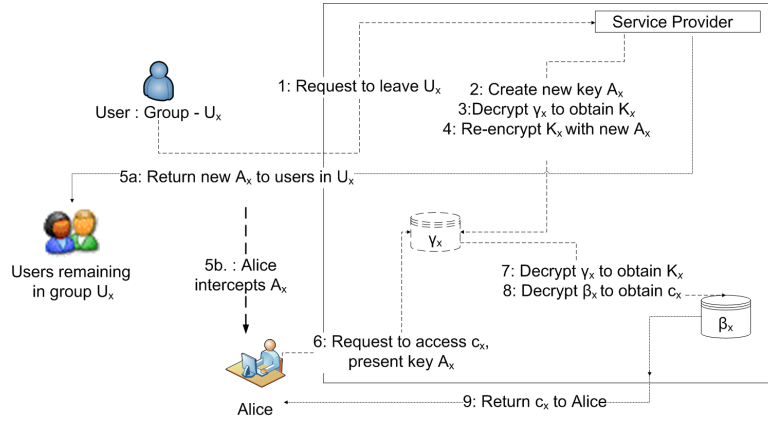 Service Provider
1: Request to leave Uₓ
2: Create new key Aₓ
3:Decrypt γₓ to obtain Kₓ
4: Re-encrypt Kₓ with new Aₓ
User : Group - Uₓ
5a: Return new Aₓ to users in Uₓ
Users remaining
in group Uₓ
5b. : Alice
intercepts Aₓ
γₓ
7: Decrypt γₓ to obtain Kₓ
8: Decrypt βₓ to obtain cₓ
βₓ
6: Request to access cₓ,
present key Aₓ
Alice
9: Return cₓ to Alice